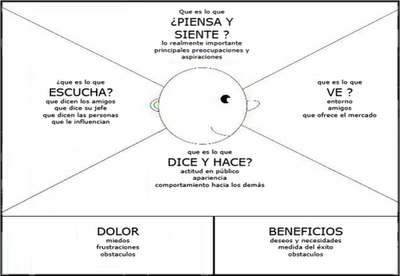 Que es lo que
¿PIENSA Y
SIENTE ?
lo realmente importante
principales preocupaciones y
aspiraciones
¿que es lo que
ESCUCHA?
que dicen los amigos
que dice su jefe
que dicen las personas
que le influencian
que es lo que
VE ?
entorno
amigos
que ofrece el mercado
que es lo que
DICE Y HACE?
actitud en público
apariencia
comportamiento hacia los demás
DOLOR
miedos
frustraciones
obstaculos
BENEFICIOS
deseos y necesidades
medida del éxito
obstaculos